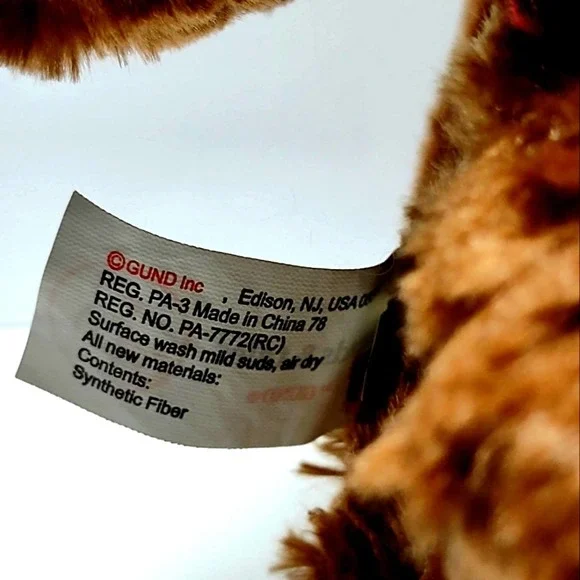 ©GUND Inc , Edison, NJ, USA
REG. PA-3 Made in China 78
REG. NO. PA-7772(RC)
Surface wash mild suds, air dry
All new materials:
Contents:
Synthetic Fiber